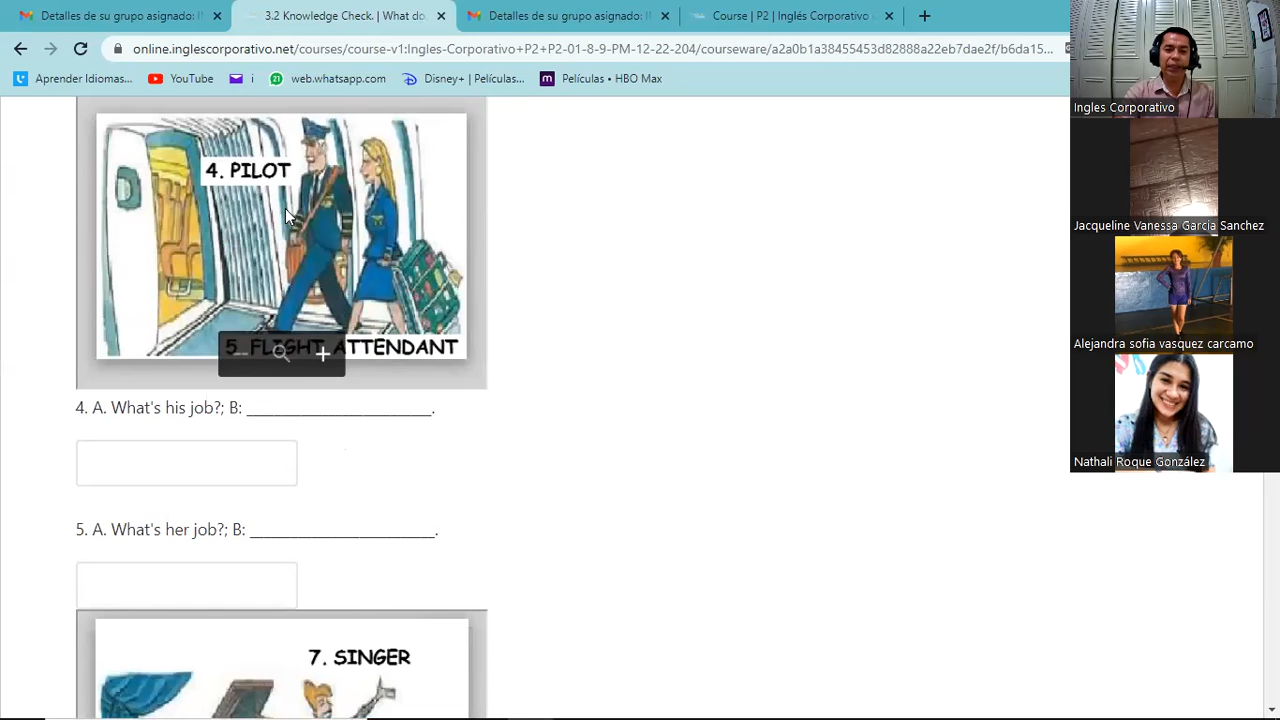 Detalles de su grupo asignado: I
3.2 Knowledge Check | What do
Detalles de su grupo asignado: I
Course | P2 | Inglés Corporativo
online.inglescorporativo.net/courses/course-v1:Ingles-Corporativo+P2+P2-01-8-9-PM-12-22-204/courseware/a2a081a38455453d82688a22eb7dae2f/b6da15...
Aprender Idiomas...
YouTube
i
web.whatsapp.com
Disney+ | Películas...
Películas • HBO Max
4. PILOT
5. FLIGHT ATTENDANT
4. A. What's his job?; B: ______________________.
5. A. What's her job?; B: ______________________.
7. SINGER
Ingles Corporativo
Jacqueline Vanessa Garcia Sanchez
Alejandra sofia vasquez carcamo
Nathali Roque González